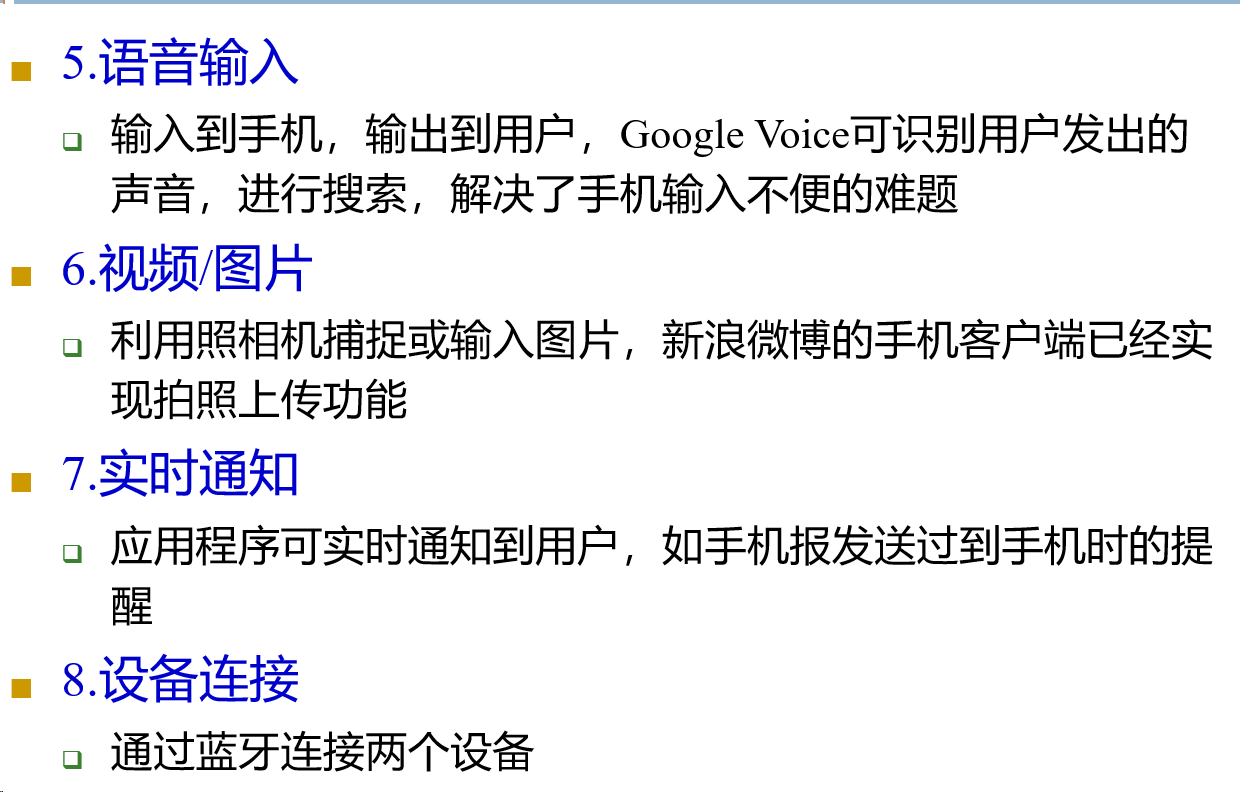 5.语音输入
输入到手机，输出到用户，Google Voice可识别用户发出的
声音，进行搜索，解决了手机输入不便的难题
6.视频/图片
利用照相机捕捉或输入图片，新浪微博的手机客户端已经实
现拍照上传功能
7.实时通知
应用程序可实时通知到用户，如手机报发送过到手机时的提
醒
8.设备连接
通过蓝牙连接两个设备